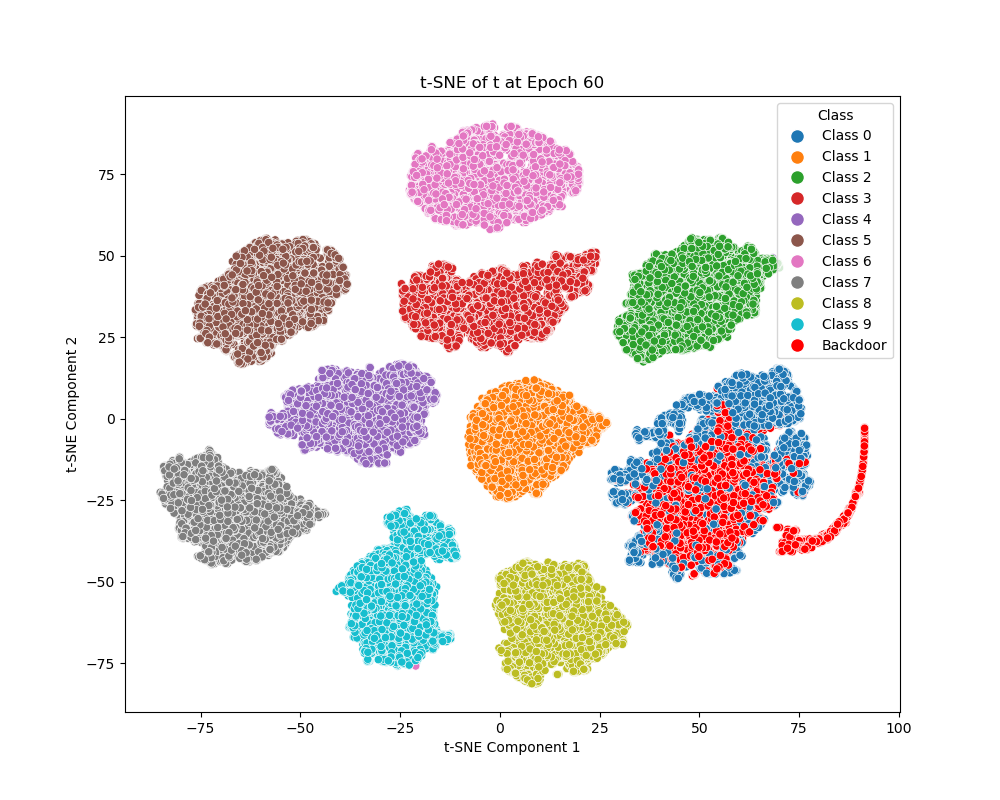 t-SNE of t at Epoch 60
Class
Class 0
Class 1
Class 2
Class 3
Class 4
Class 5
Class 6
Class 7
Class 8
Class 9
Backdoor
75
50
25
0
−25
−50
−75
t-SNE Component 2
−75
−50
−25
0
25
50
75
100
t-SNE Component 1